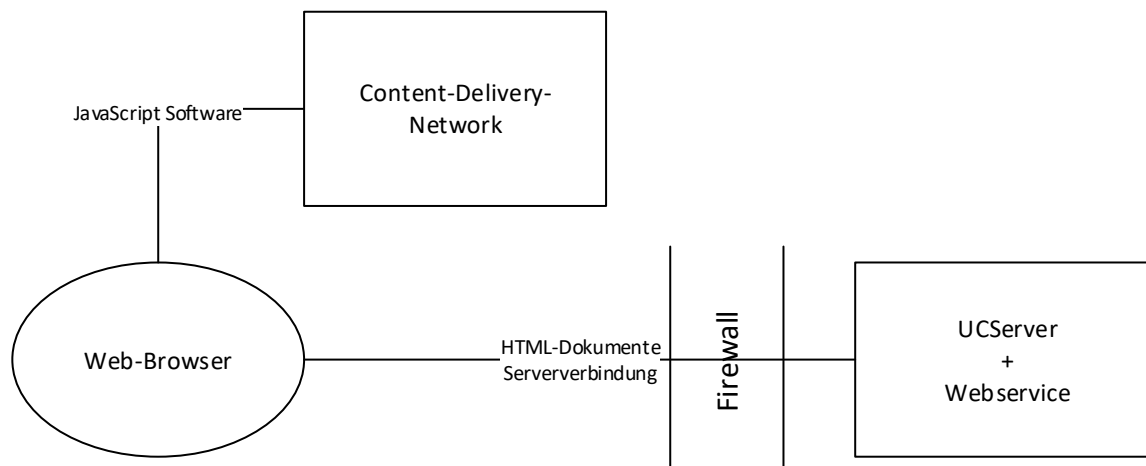 Content-Delivery-
Network
JavaScript Software
Web-Browser
HTML-Dokumente
Serververbindung
Firewall
UCServer
+
Webservice